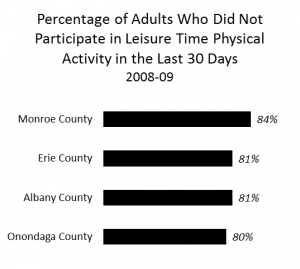 Percentage of Adults Who Did Not
Participate in Leisure Time Physical
Activity in the Last 30 Days
2008-09
Monroe County 84%
Erie County 81%
Albany County 81%
Onondaga County 80%